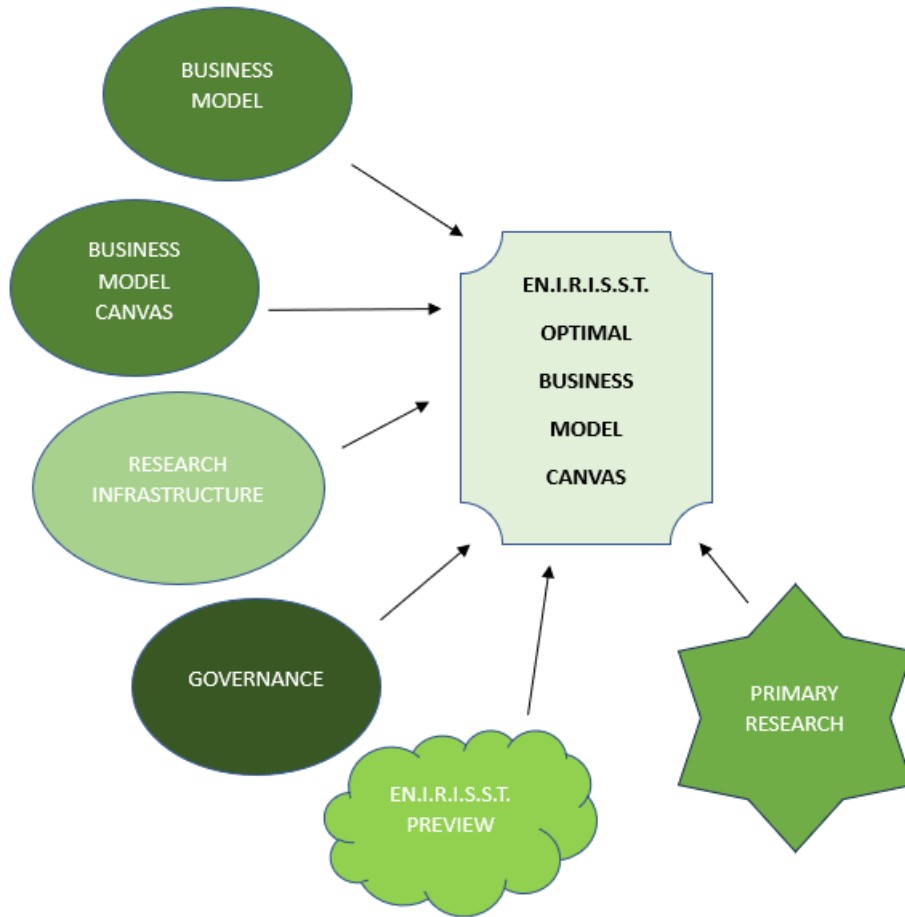 BUSINESS
MODEL
BUSINESS
MODEL
CANVAS
EN.I.R.I.S.S.T.
OPTIMAL
BUSINESS
MODEL
CANVAS
RESEARCH
INFRASTRUCTURE
GOVERNANCE
PRIMARY
RESEARCH
EN.I.R.I.S.S.T.
PREVIEW